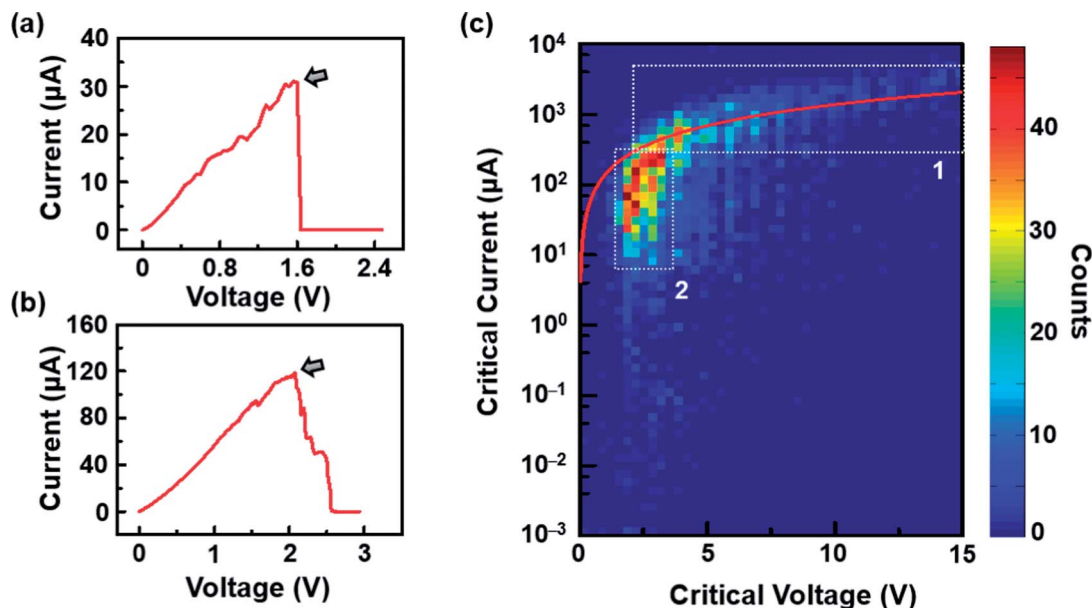 (a)
40
30
20
10
0
Current (µA)
0 0.8 1.6 2.4
Voltage (V)
(b)
160
120
80
40
0
Current (µA)
0 1 2 3
Voltage (V)
(c)
10⁴
10³
10²
10¹
10⁰
10⁻¹
10⁻²
10⁻³
Critical Current (µA)
1
2
0 5 10 15
Critical Voltage (V)
40
30
20
10
0
Counts